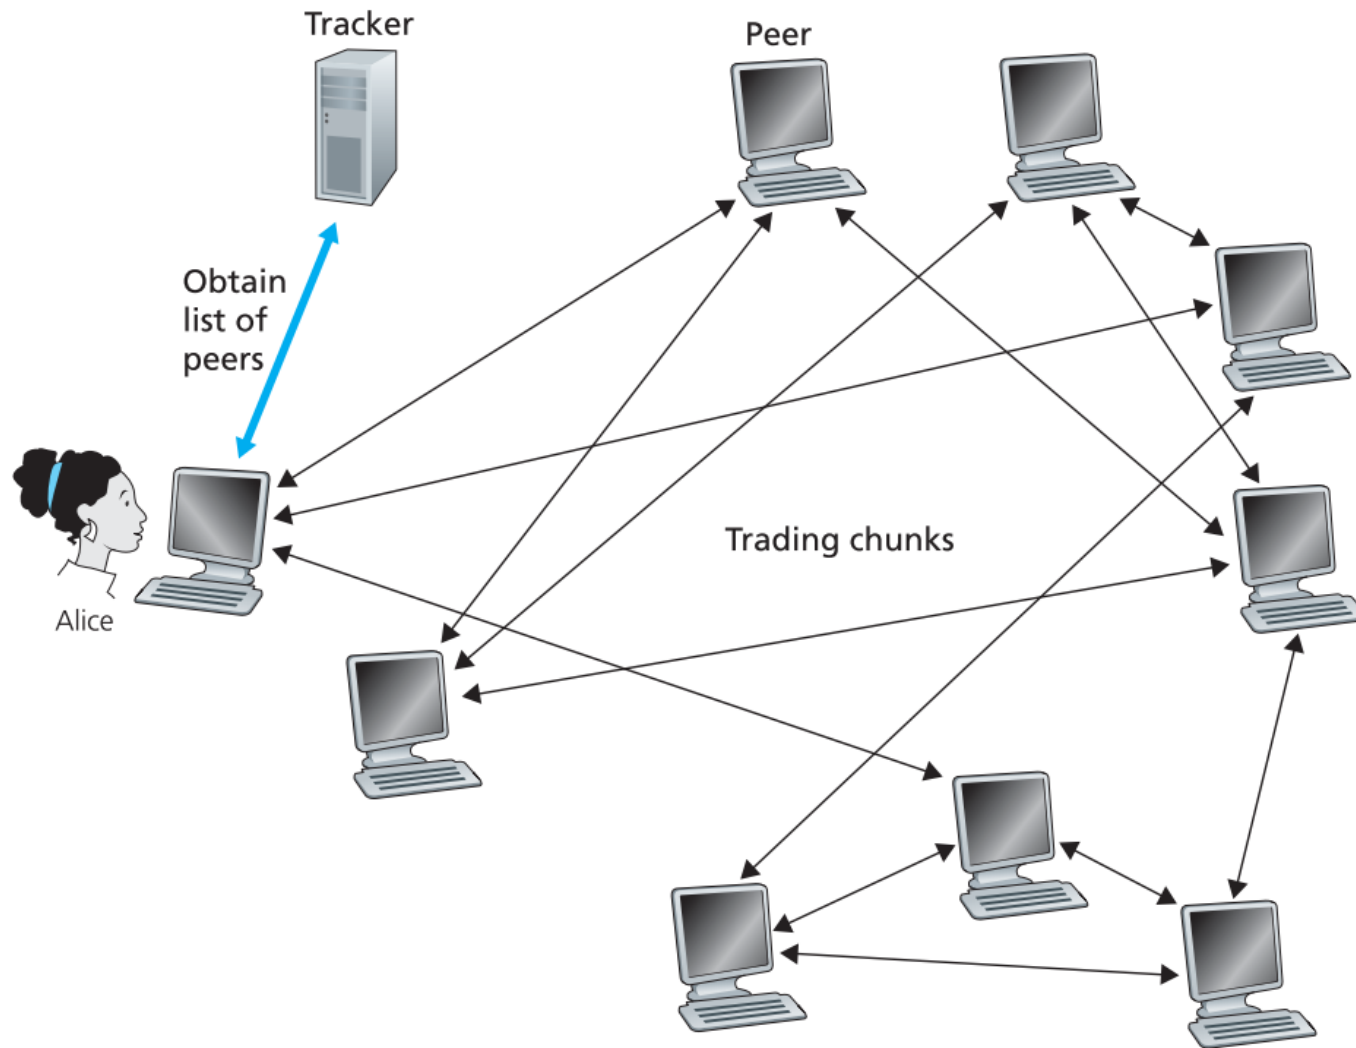 Tracker
Peer
Obtain
list of
peers
Trading chunks
Alice